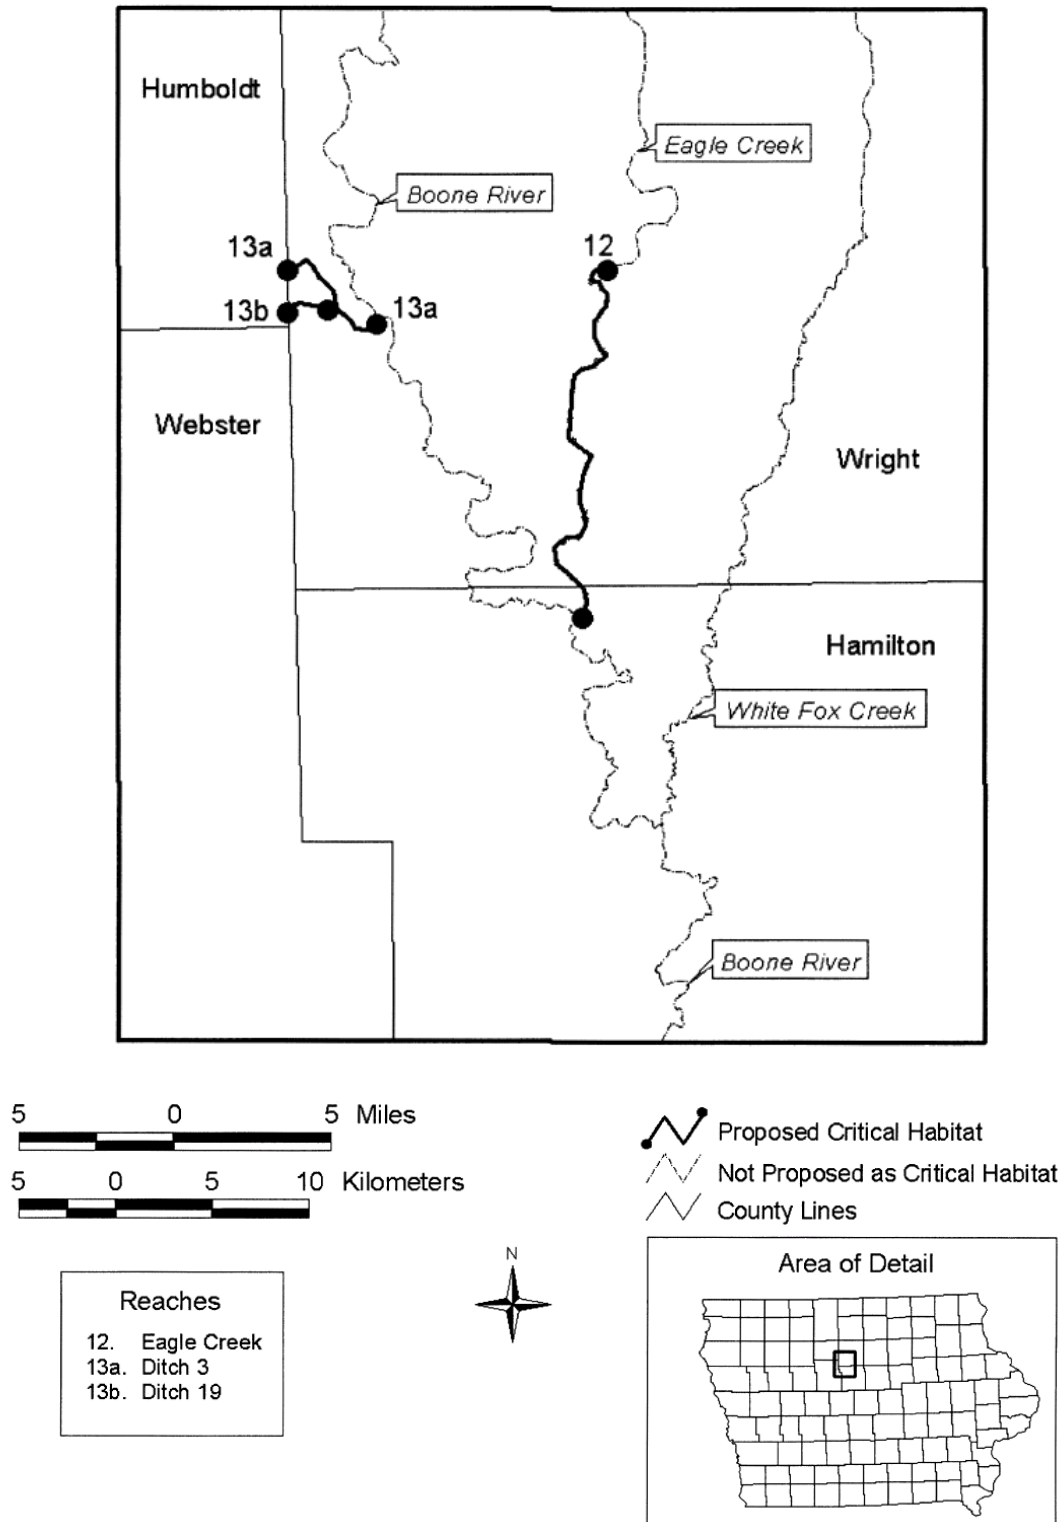 Humboldt
Eagle Creek
Boone River
13a
12
13b
13a
Webster
Wright
Hamilton
White Fox Creek
Boone River
5 0 5 Miles
5 0 5 10 Kilometers
Proposed Critical Habitat
Not Proposed as Critical Habitat
County Lines
N
Reaches
12. Eagle Creek
13a. Ditch 3
13b. Ditch 19
Area of Detail